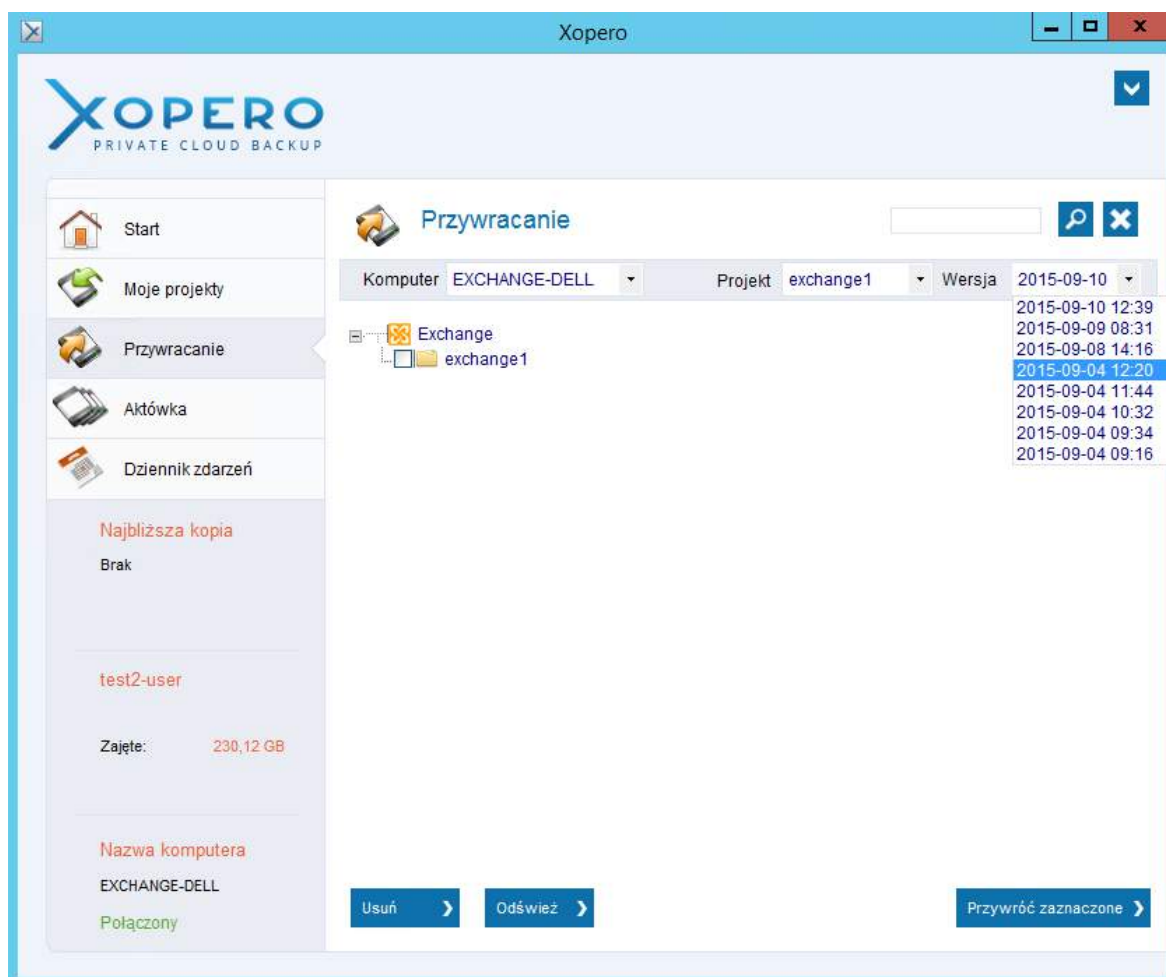 Xopero
XOPERO
PRIVATE CLOUD BACKUP
Start
Moje projekty
Przywracanie
Aktówka
Dziennik zdarzeń
Najbliższa kopia
Brak
test2-user
Zajęte: 230,12 GB
Nazwa komputera
EXCHANGE-DELL
Połączony
Przywracanie
Komputer EXCHANGE-DELL Projekt exchange1 Wersja 2015-09-10
2015-09-10 12:39
2015-09-09 08:31
2015-09-08 14:16
2015-09-04 12:20
2015-09-04 11:44
2015-09-04 10:32
2015-09-04 09:34
2015-09-04 09:16
Exchange
exchange1
Usuń Odśwież Przywróć zaznaczone